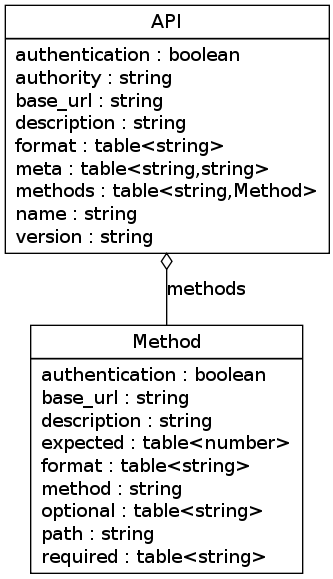 API
authentication : boolean
authority : string
base_url : string
description : string
format : table<string>
meta : table<string,string>
methods : table<string,Method>
name : string
version : string
methods
Method
authentication : boolean
base_url : string
description : string
expected : table<number>
format : table<string>
method : string
optional : table<string>
path : string
required : table<string>